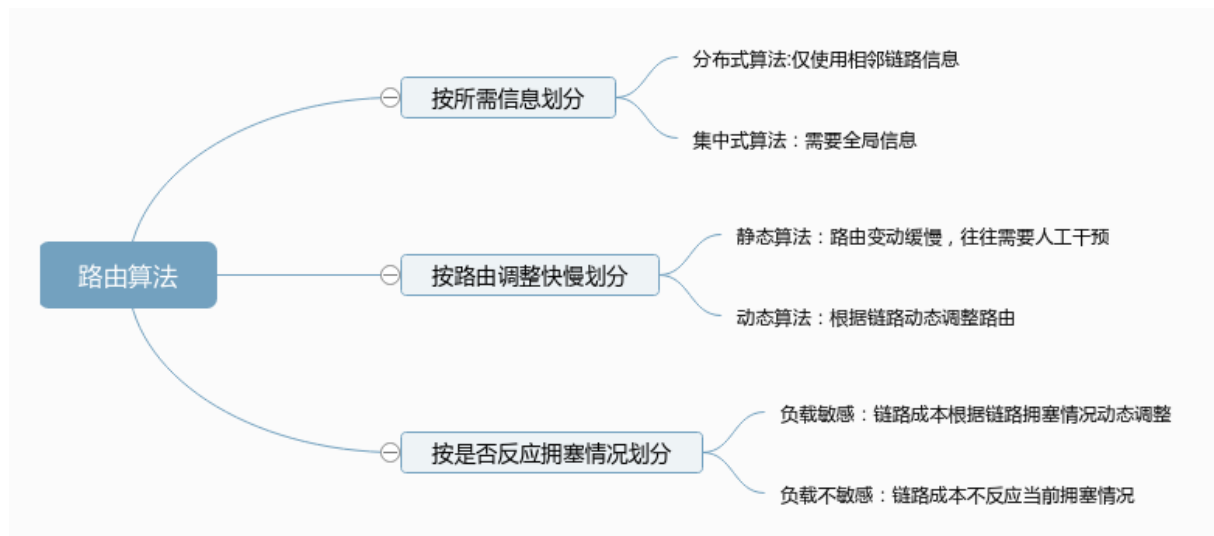 路由算法
按所需信息划分
分布式算法:仅使用相邻链路信息
集中式算法：需要全局信息
按路由调整快慢划分
静态算法：路由变动缓慢，往往需要人工干预
动态算法：根据链路动态调整路由
按是否反应拥塞情况划分
负载敏感：链路成本根据链路拥塞情况动态调整
负载不敏感：链路成本不反应当前拥塞情况